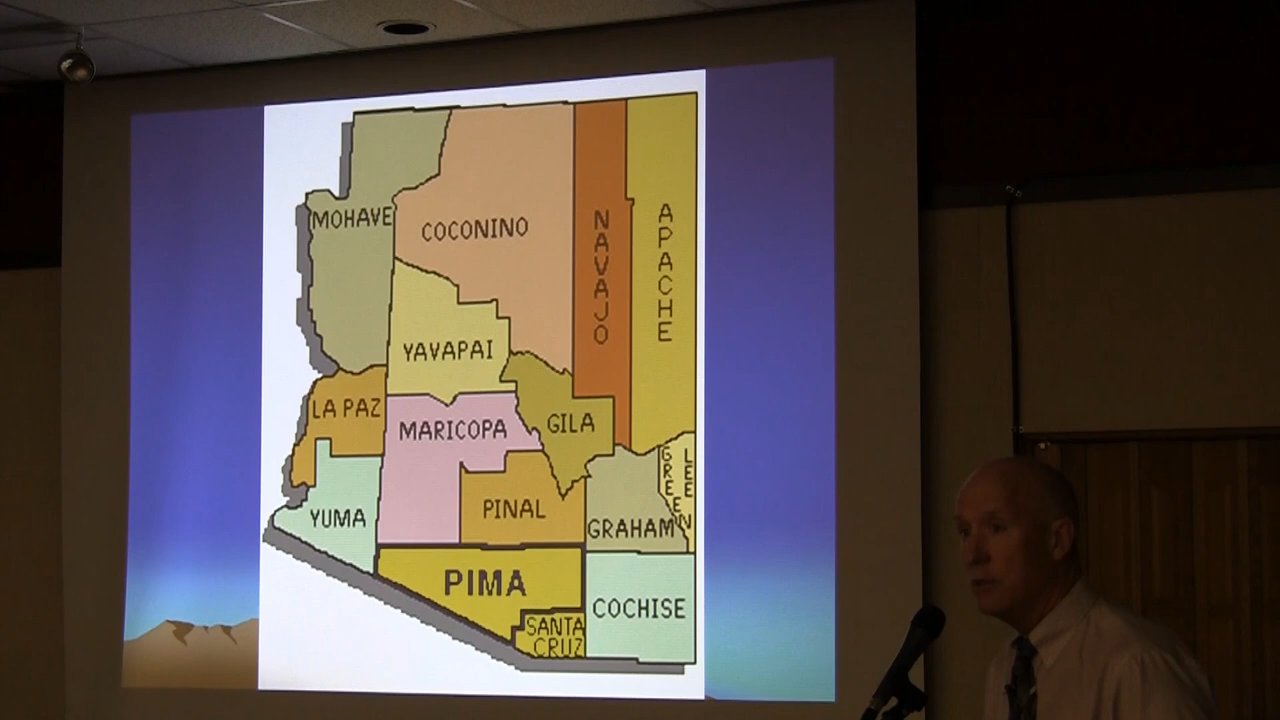 MOHAVE
COCONINO
NAVAJO
APACHE
YAVAPAI
LA PAZ
MARICOPA
GILA
GREENLEE
YUMA
PINAL
GRAHAM
PIMA
COCHISE
SANTA
CRUZ